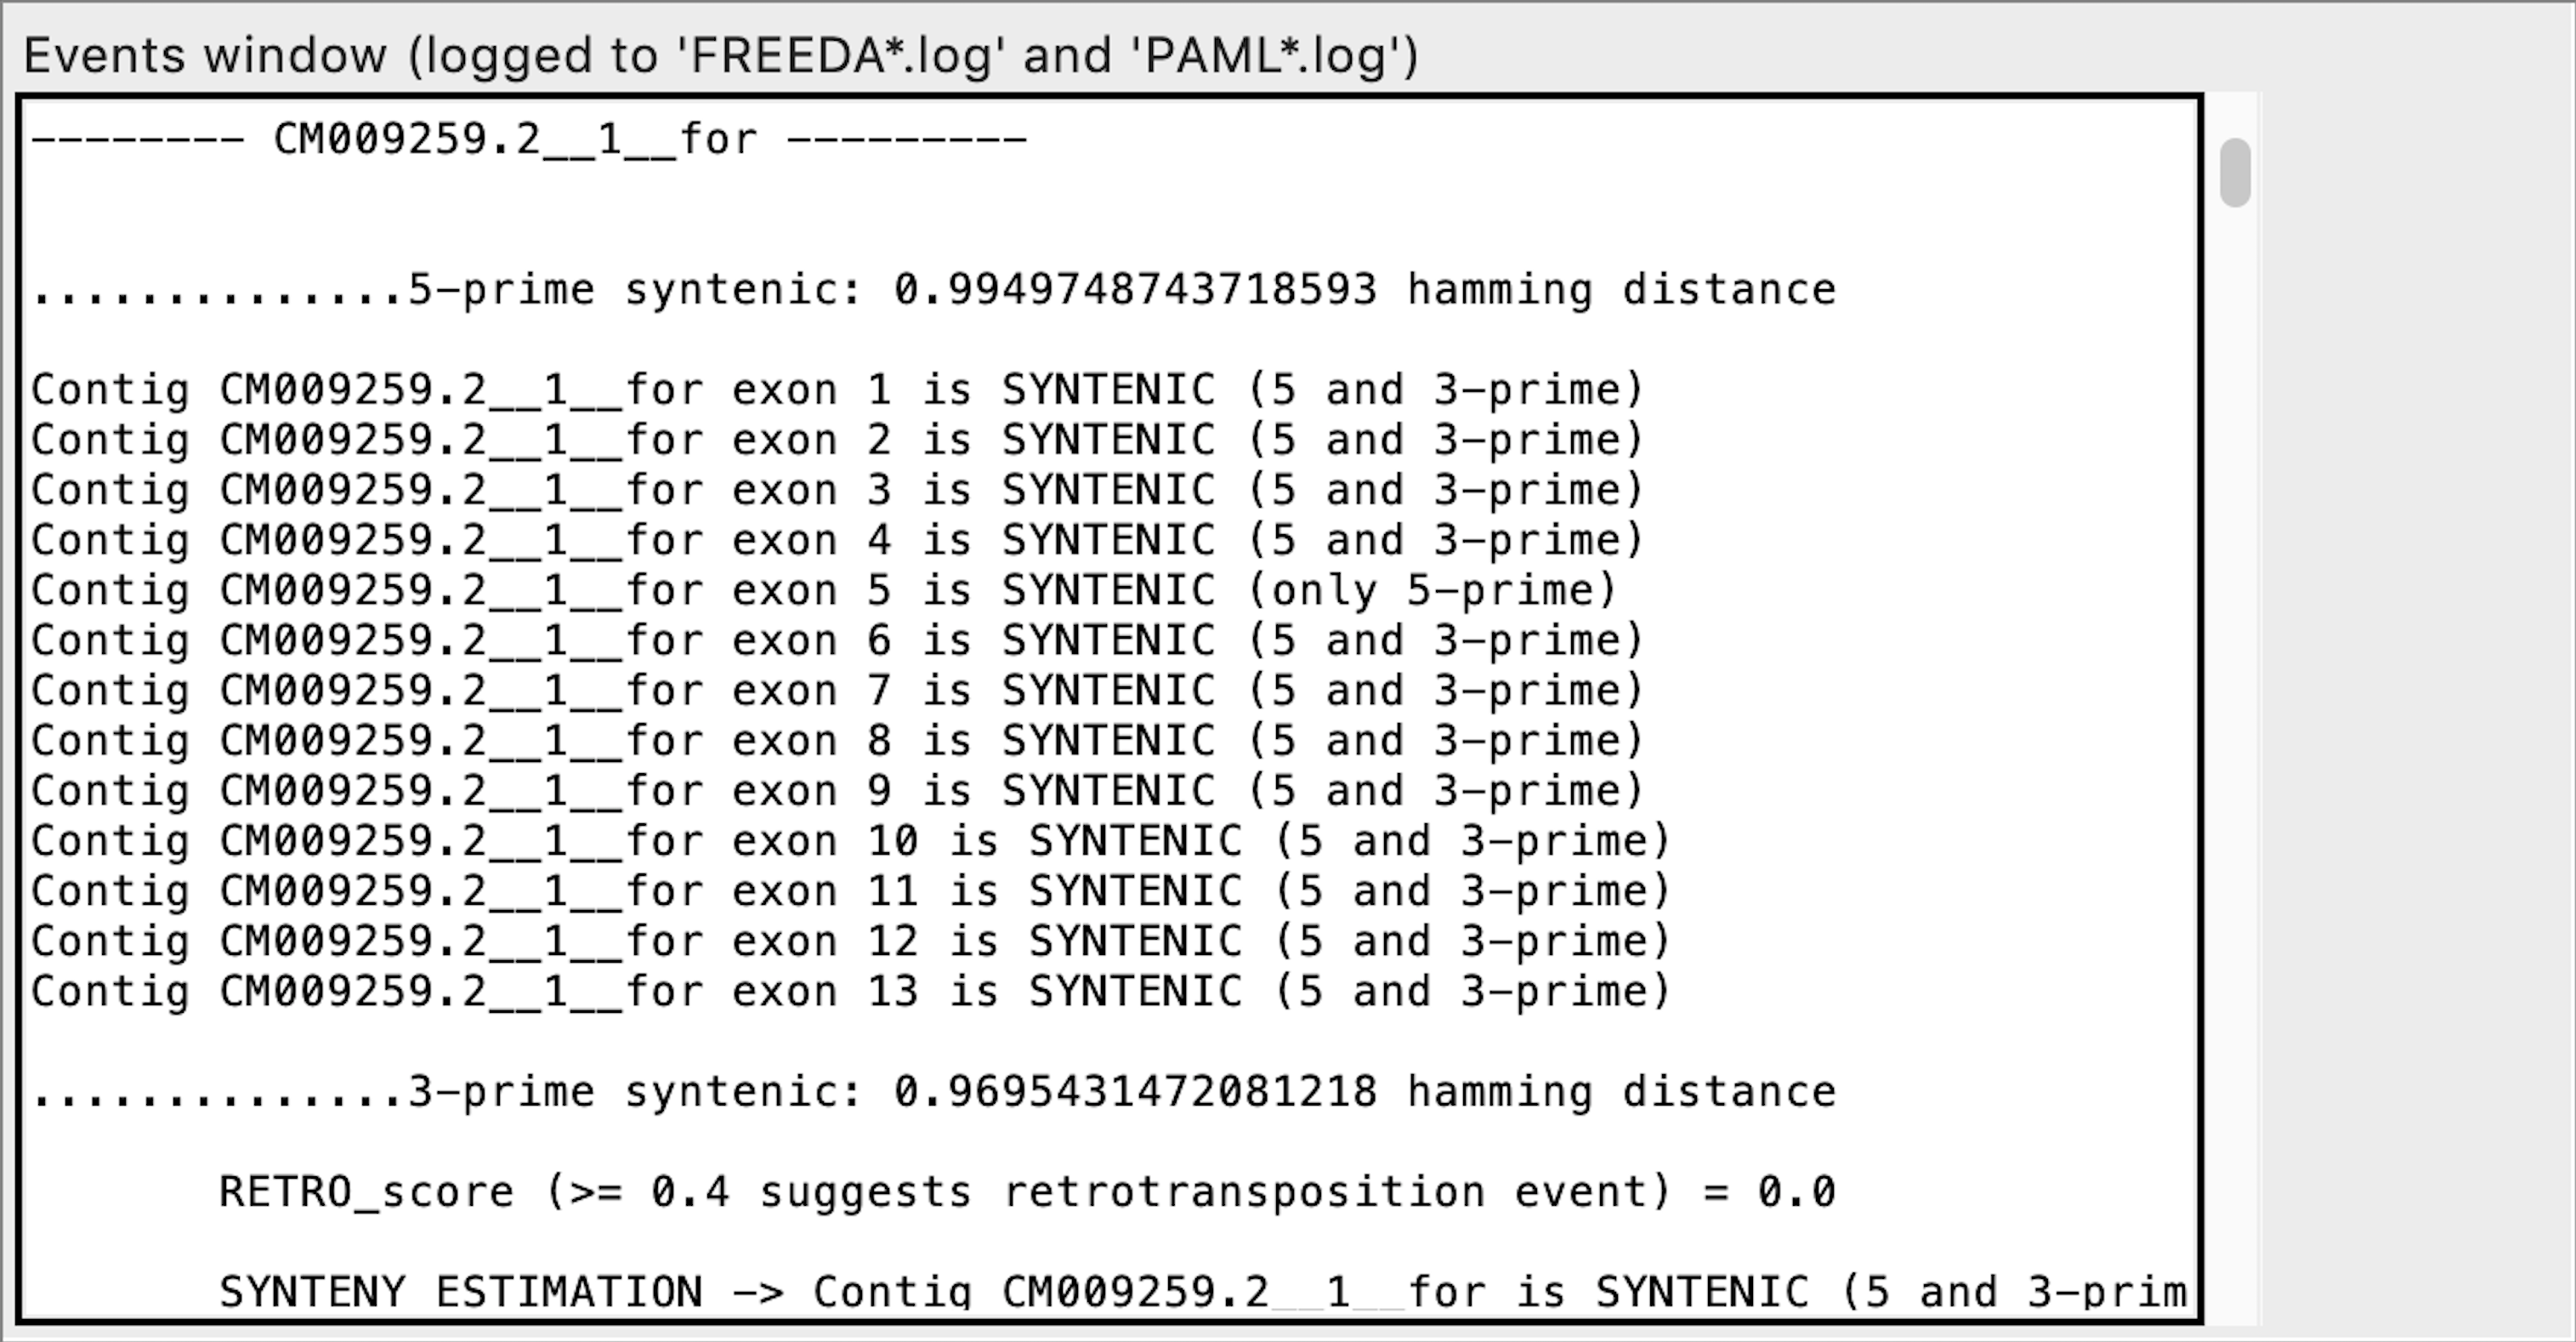 Events window (logged to 'FREEDA*.log' and 'PAML*.log')
-------- CM009259.2__1__for ---------
..............5-prime syntenic: 0.9949748743718593 hamming distance
Contig CM009259.2__1__for exon 1 is SYNTENIC (5 and 3-prime)
Contig CM009259.2__1__for exon 2 is SYNTENIC (5 and 3-prime)
Contig CM009259.2__1__for exon 3 is SYNTENIC (5 and 3-prime)
Contig CM009259.2__1__for exon 4 is SYNTENIC (5 and 3-prime)
Contig CM009259.2__1__for exon 5 is SYNTENIC (only 5-prime)
Contig CM009259.2__1__for exon 6 is SYNTENIC (5 and 3-prime)
Contig CM009259.2__1__for exon 7 is SYNTENIC (5 and 3-prime)
Contig CM009259.2__1__for exon 8 is SYNTENIC (5 and 3-prime)
Contig CM009259.2__1__for exon 9 is SYNTENIC (5 and 3-prime)
Contig CM009259.2__1__for exon 10 is SYNTENIC (5 and 3-prime)
Contig CM009259.2__1__for exon 11 is SYNTENIC (5 and 3-prime)
Contig CM009259.2__1__for exon 12 is SYNTENIC (5 and 3-prime)
Contig CM009259.2__1__for exon 13 is SYNTENIC (5 and 3-prime)
..............3-prime syntenic: 0.9695431472081218 hamming distance
RETRO_score (>= 0.4 suggests retrotransposition event) = 0.0
SYNTENY ESTIMATION -> Contig CM009259.2__1__for is SYNTENIC (5 and 3-prim